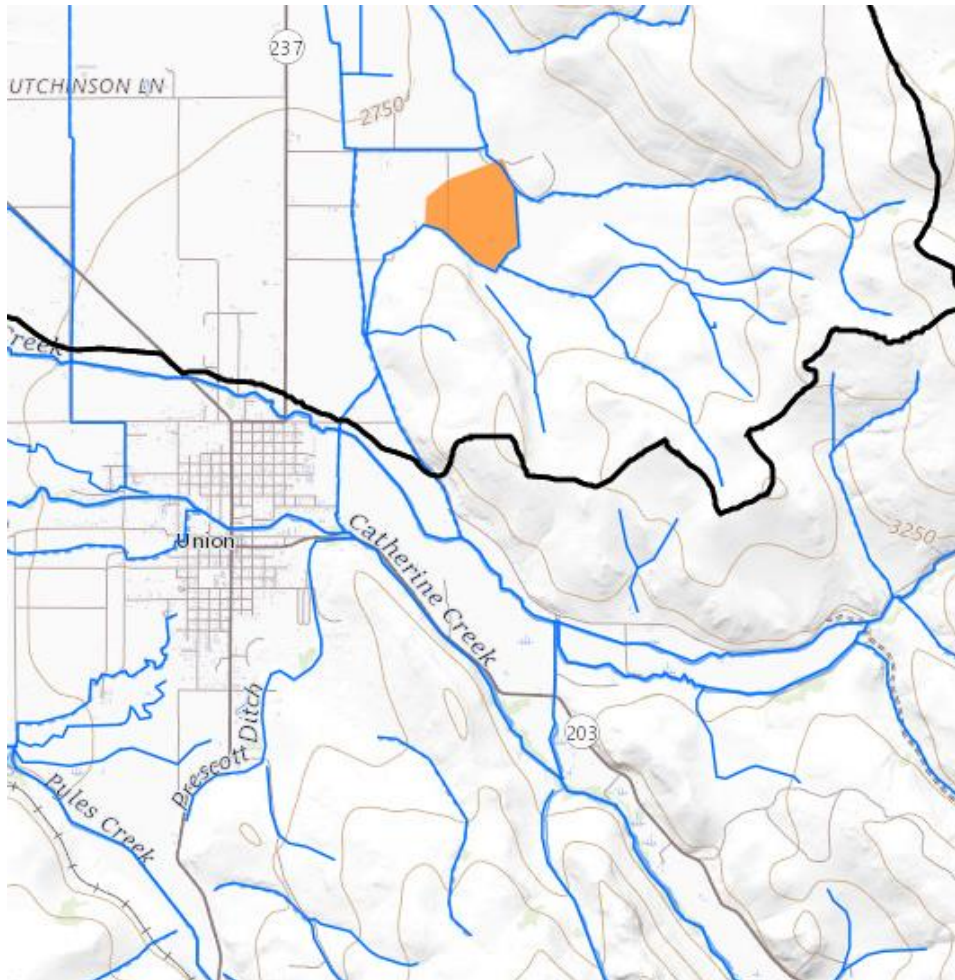 237
UTCHINSON LN
2750
Creek
Catherine Creek
3250
Union
203
Prescott Ditch
Pyles Creek